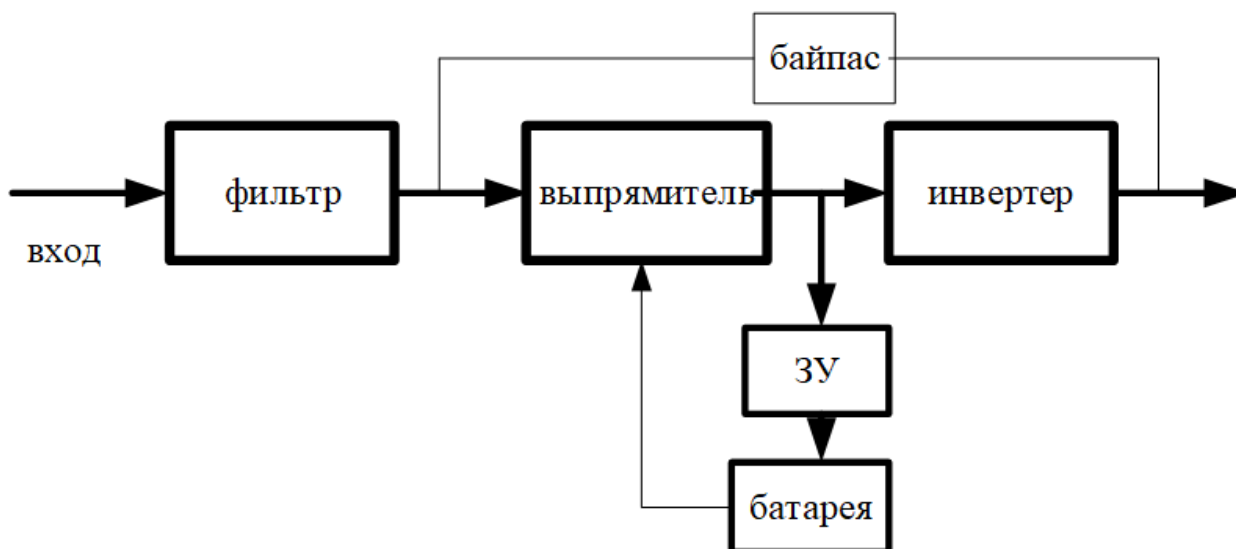 байпас
фильтр
выпрямитель
инвертер
вход
ЗУ
батарея